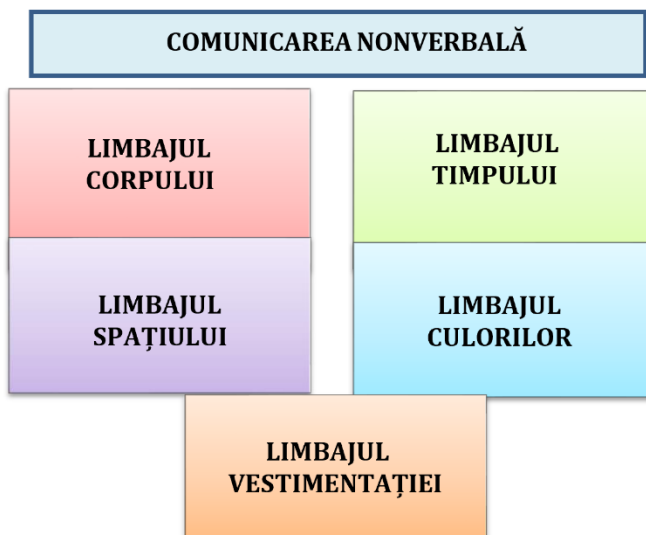 COMUNICAREA NONVERBALĂ
LIMBAJUL
CORPULUI
LIMBAJUL
TIMPULUI
LIMBAJUL
SPAȚIULUI
LIMBAJUL
CULORILOR
LIMBAJUL
VESTIMENTAȚIEI